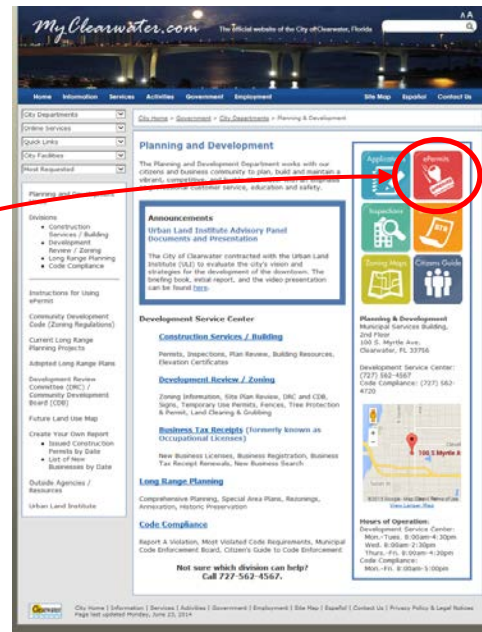 MyClearwater.com
The official website of the City of Clearwater, Florida
A A
Home Information Services Activities Government Employment Site Map Español Contact Us
City Departments
Online Services
Quick Links
City Facilities
Most Requested
City Home > Government > City Departments > Planning & Development
Planning and Development
The Planning and Development Department works with our
citizens and business community to plan, build and maintain a
vibrant, competitive
professional customer service, education and safety.
Announcements
Urban Land Institute Advisory Panel
Documents and Presentation
The City of Clearwater contracted with the Urban Land
Institute (ULI) to evaluate the city's vision and
strategies for the development of the downtown. The
briefing book, initial report, and the video presentation
can be found here.
Development Service Center
Construction Services / Building
Permits, Inspections, Plan Review, Building Resources,
Elevation Certificates
Development Review / Zoning
Zoning Information, Site Plan Review, DRC and CDB,
Signs, Temporary Use Permits, Fences, Tree Protection
& Permit, Land Clearing & Grubbing
Business Tax Receipts (formerly known as
Occupational Licenses)
New Business Licenses, Business Registration, Business
Tax Receipt Renewals, New Business Search
Long Range Planning
Comprehensive Planning, Special Area Plans, Rezonings,
Annexation, Historic Preservation
Code Compliance
Report A Violation, Most Violated Code Requirements, Municipal
Code Enforcement Board, Citizen's Guide to Code Enforcement
Not sure which division can help?
Call 727-562-4567.
Planning and
Divisions
Construction
Services / Building
Development
Review / Zoning
Long Range Planning
Code Compliance
Instructions for Using
ePermit
Community Development
Code (Zoning Regulations)
Current Long Range
Planning Projects
Adopted Long Range Plans
Development Review
Committee (DRC) /
Community Development
Board (CDB)
Future Land Use Map
Create Your Own Report
Issued Construction
Permits by Date
List of New
Businesses by Date
Outside Agencies /
Resources
Urban Land Institute
ePermits
Inspections
BTR
Zoning Maps
Citizens Guide
Planning & Development
Municipal Services Building,
2nd Floor
100 S. Myrtle Ave.
Clearwater, FL 33756
Development Service Center:
(727) 562-4567
Code Compliance: (727) 562-
4720
100 S Myrtle A
View Larger Map
Hours of Operation:
Development Service Center:
Mon.-Tues. 8:00am-4:30pm
Wed. 8:00am-2:30pm
Thurs.-Fri. 8:00am-4:30pm
Code Compliance:
Mon.-Fri. 8:00am-5:00pm
Clearwater
City Home | Information | Services | Activities | Government | Employment | Site Map | Español | Contact Us | Privacy Policy & Legal Notices
Page last updated Monday, June 23, 2014